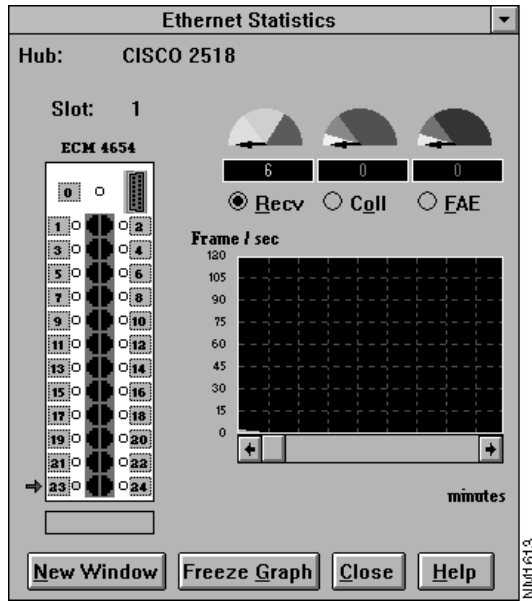 Ethernet Statistics
Hub: CISCO 2518
Slot: 1
ECM 4654
0
1 2
3 4
5 6
7 8
9 10
11 12
13 14
15 16
17 18
19 20
21 22
23 24
6 0 0
Recv Coll FAE
Frame / sec
120
105
90
75
60
45
30
15
0
minutes
New Window Freeze Graph Close Help
NM1613